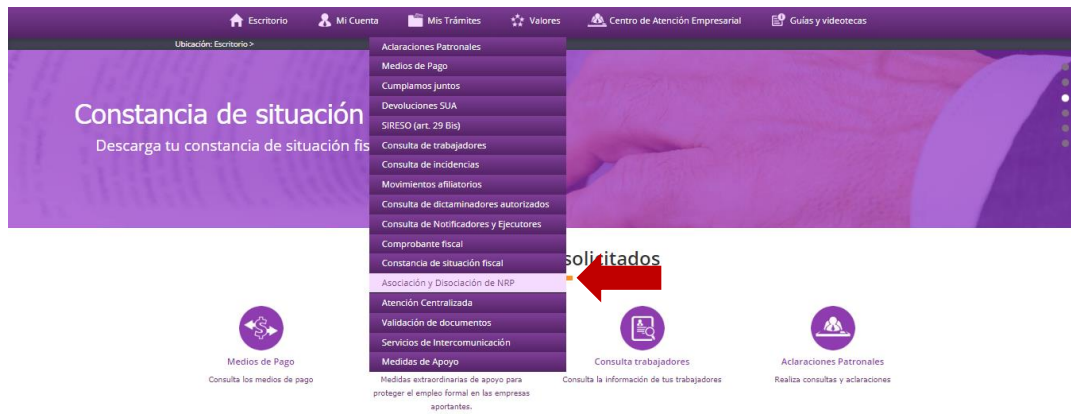 Escritorio
Mi Cuenta
Mis Trámites
Valores
Centro de Atención Empresarial
Guías y videotecas
Ubicación: Escritorio >
Constancia de situación
Descarga tu constancia de situación fis
Aclaraciones Patronales
Medios de Pago
Cumplamos juntos
Devoluciones SUA
SIRESO (art. 29 Bis)
Consulta de trabajadores
Consulta de incidencias
Movimientos afiliatorios
Consulta de dictaminadores autorizados
Consulta de Notificadores y Ejecutores
Comprobante fiscal
Constancia de situación fiscal
Asociación y Disociación de NRP
Atención Centralizada
Validación de documentos
Servicios de Intercomunicación
Medidas de Apoyo
solicitados
Medios de Pago
Consulta los medios de pago
Medidas extraordinarias de apoyo para
proteger el empleo formal en las empresas
aportantes.
Consulta trabajadores
Consulta la información de tus trabajadores
Aclaraciones Patronales
Realiza consultas y aclaraciones